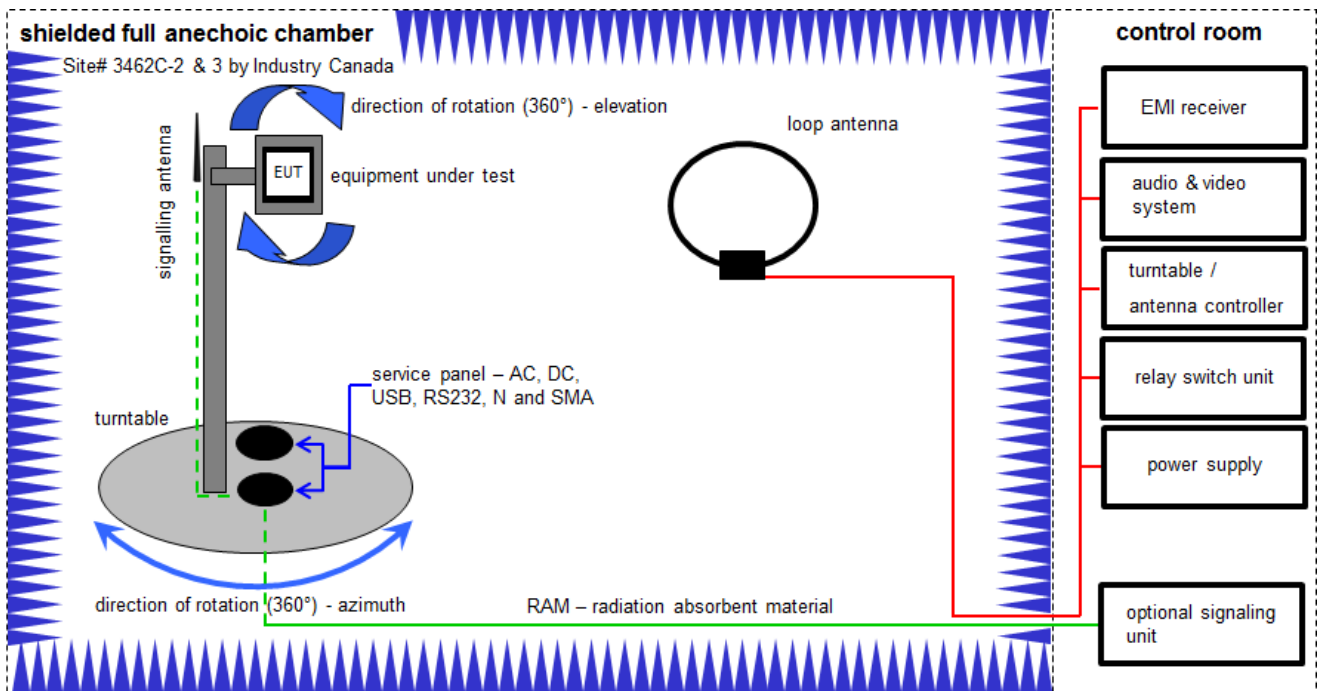 shielded full anechoic chamber
Site# 3462C-2 & 3 by Industry Canada
direction of rotation (360°) - elevation
signalling antenna
EUT
equipment under test
loop antenna
service panel – AC, DC,
USB, RS232, N and SMA
turntable
direction of rotation (360°) - azimuth
RAM – radiation absorbent material
control room
EMI receiver
audio & video
system
turntable /
antenna controller
relay switch unit
power supply
optional signaling
unit